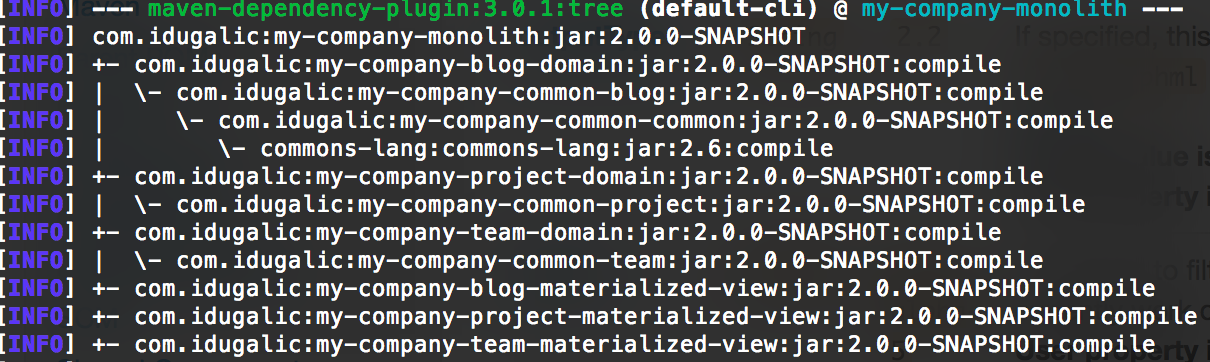 [INFO] maven-dependency-plugin:3.0.1:tree (default-cli) @ my-company-monolith ---
[INFO] com.idugalic:my-company-monolith:jar:2.0.0-SNAPSHOT
[INFO] +- com.idugalic:my-company-blog-domain:jar:2.0.0-SNAPSHOT:compile
[INFO] |  \- com.idugalic:my-company-common-blog:jar:2.0.0-SNAPSHOT:compile
[INFO] |     \- com.idugalic:my-company-common-common:jar:2.0.0-SNAPSHOT:compile
[INFO] |        \- commons-lang:commons-lang:jar:2.6:compile
[INFO] +- com.idugalic:my-company-project-domain:jar:2.0.0-SNAPSHOT:compile
[INFO] |  \- com.idugalic:my-company-common-project:jar:2.0.0-SNAPSHOT:compile
[INFO] +- com.idugalic:my-company-team-domain:jar:2.0.0-SNAPSHOT:compile
[INFO] |  \- com.idugalic:my-company-common-team:jar:2.0.0-SNAPSHOT:compile
[INFO] +- com.idugalic:my-company-blog-materialized-view:jar:2.0.0-SNAPSHOT:compile
[INFO] +- com.idugalic:my-company-project-materialized-view:jar:2.0.0-SNAPSHOT:compile
[INFO] +- com.idugalic:my-company-team-materialized-view:jar:2.0.0-SNAPSHOT:compile